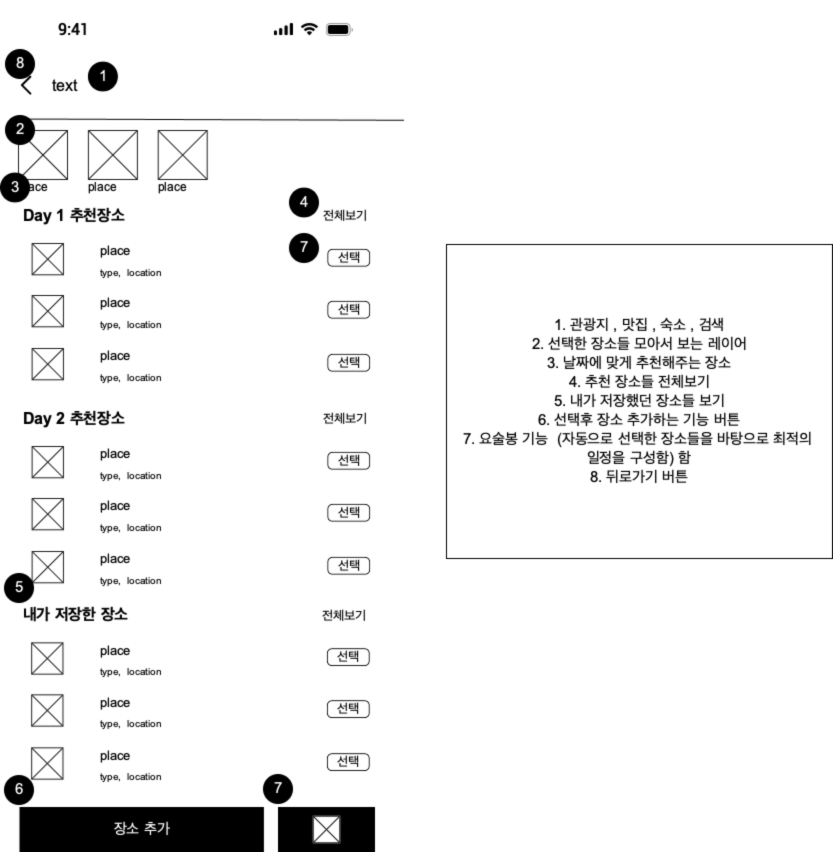 9:41
8
text
1
2
3
ace
place
place
Day 1 추천장소
4
전체보기
place
type, location
7
선택
place
type, location
선택
place
type, location
선택
Day 2 추천장소
전체보기
place
type, location
선택
place
type, location
선택
place
type, location
선택
5
내가 저장한 장소
전체보기
place
type, location
선택
place
type, location
선택
place
type, location
선택
6
장소 추가
7
1. 관광지 , 맛집 , 숙소 , 검색
2. 선택한 장소들 모아서 보는 레이어
3. 날짜에 맞게 추천해주는 장소
4. 추천 장소들 전체보기
5. 내가 저장했던 장소들 보기
6. 선택후 장소 추가하는 기능 버튼
7. 요술봉 기능 (자동으로 선택한 장소들을 바탕으로 최적의
일정을 구성함) 함
8. 뒤로가기 버튼